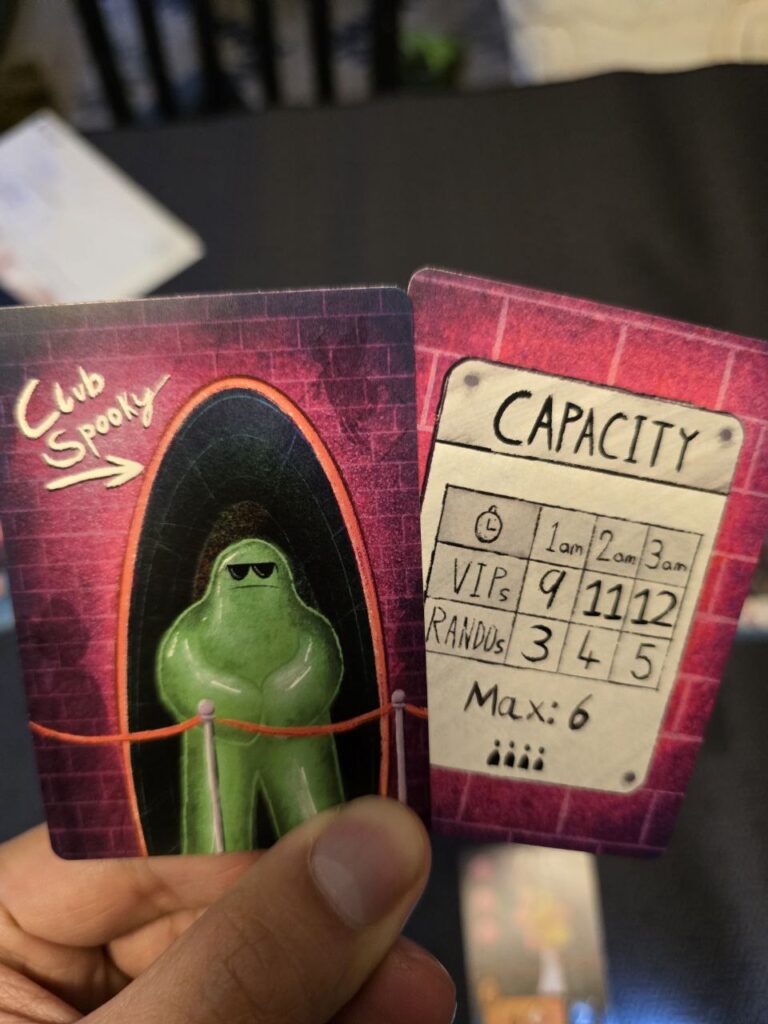 Club
Spooky
CAPACITY
1am 2am 3am
VIPs 9 11 12
RANDOs 3 4 5
Max: 6